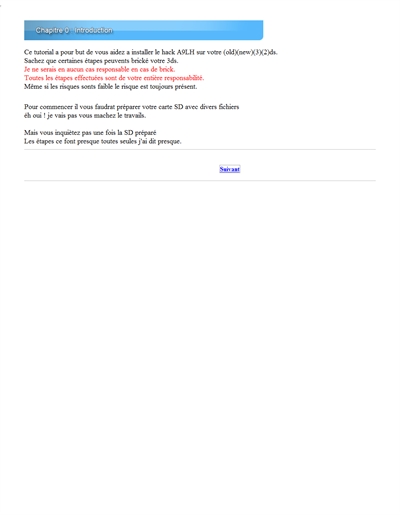 Chapitre 0 : Introduction
Ce tutorial a pour but de vous aidez a installer le hack A9LH sur votre (old)(new)(3)(2)ds.
Sachez que certaines étapes peuvents brické votre 3ds.
Je ne serais en aucun cas responsable en cas de brick.
Toutes les étapes effectuées sont de votre entière responsabilité.
Même si les risques sonts faible le risque est toujours présent.
Pour commencer il vous faudrat préparer votre carte SD avec divers fichiers
éh oui ! je vais pas vous machez le travails.
Mais vous inquiétez pas une fois la SD préparé
Les étapes ce font presque toutes seules j'ai dit presque.
Suivant